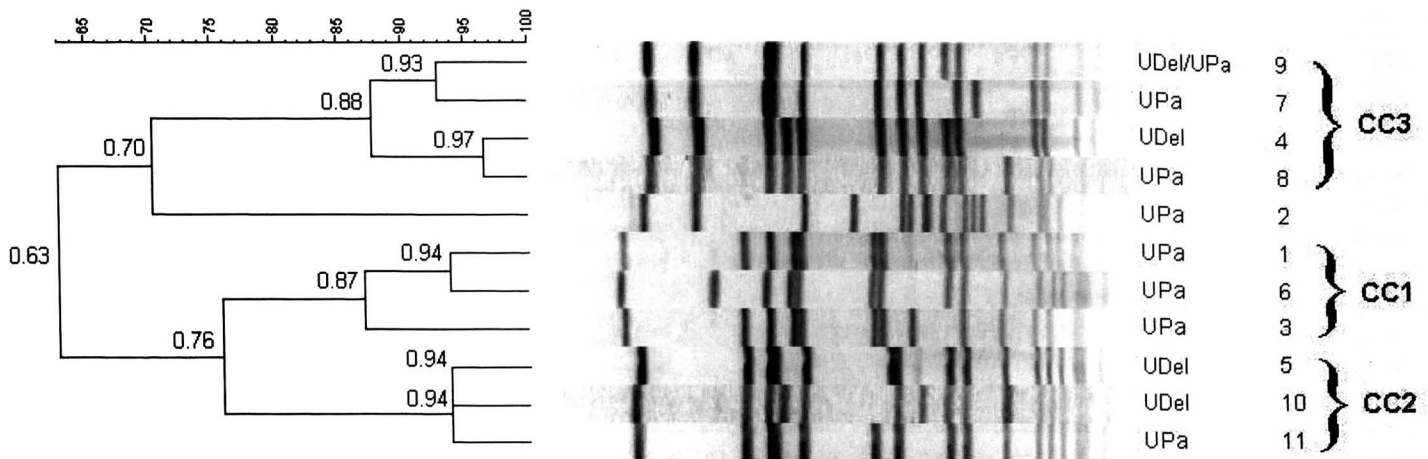 65 70 75 80 85 90 95 100
0.93 UDel/UPa 9
0.88 UPa 7
0.97 UDel 4 CC3
0.70 UPa 8
UPa 2
0.63 0.94 UPa 1
0.87 UPa 6 CC1
0.76 UPa 3
0.94 UDel 5
0.94 UDel 10 CC2
UPa 11